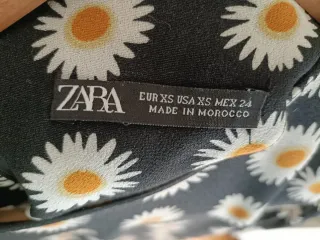 ZARA
EUR XS USA XS MEX 24
MADE IN MOROCCO